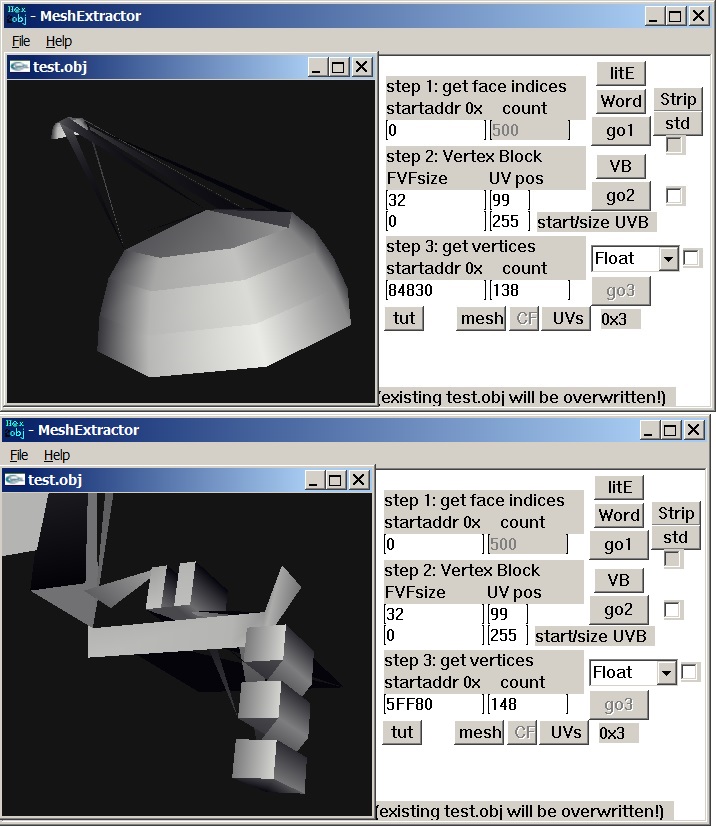 Hex
obj - MeshExtractor
File Help
test.obj
step 1: get face indices
startaddr 0x count
0 500
litE
Word
go1
Strip
std
step 2: Vertex Block
FVFsize UV pos
32 99
0 255 start/size UVB
VB
go2
step 3: get vertices
startaddr 0x count
84830 138
Float
go3
tut mesh CF UVs 0x3
(existing test.obj will be overwritten!)
Hex
obj - MeshExtractor
File Help
test.obj
step 1: get face indices
startaddr 0x count
0 500
litE
Word
go1
Strip
std
step 2: Vertex Block
FVFsize UV pos
32 99
0 255 start/size UVB
VB
go2
step 3: get vertices
startaddr 0x count
5FF80 148
Float
go3
tut mesh CF UVs 0x3
(existing test.obj will be overwritten!)